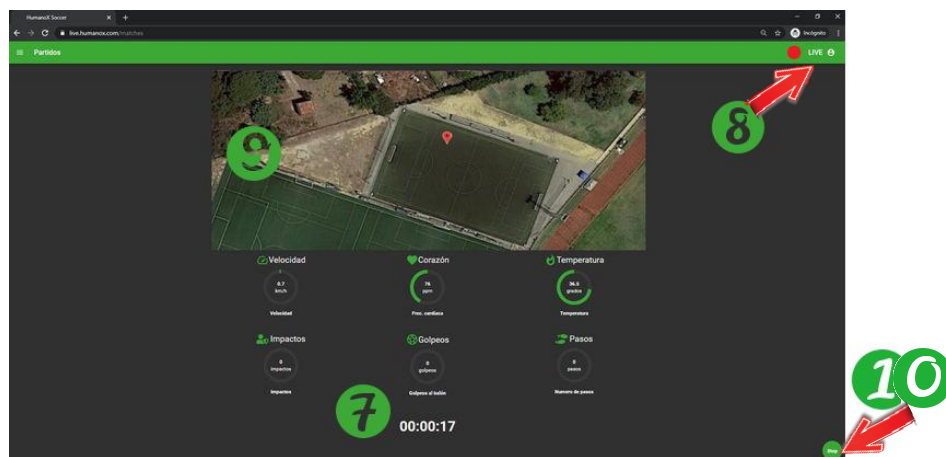 HumanoX Soccer
live.humanox.com/matches
Incógnito
Partidos
LIVE
8
9
Velocidad Corazón Temperatura
0.7 76 36.5
km/h ppm grados
Velocidad Frec. cardíaca Temperatura
Impactos Golpeos Pasos
0 0 0
impactos golpeos pasos
Impactos Golpeos al balón Numero de pasos
7
00:00:17
10
Stop